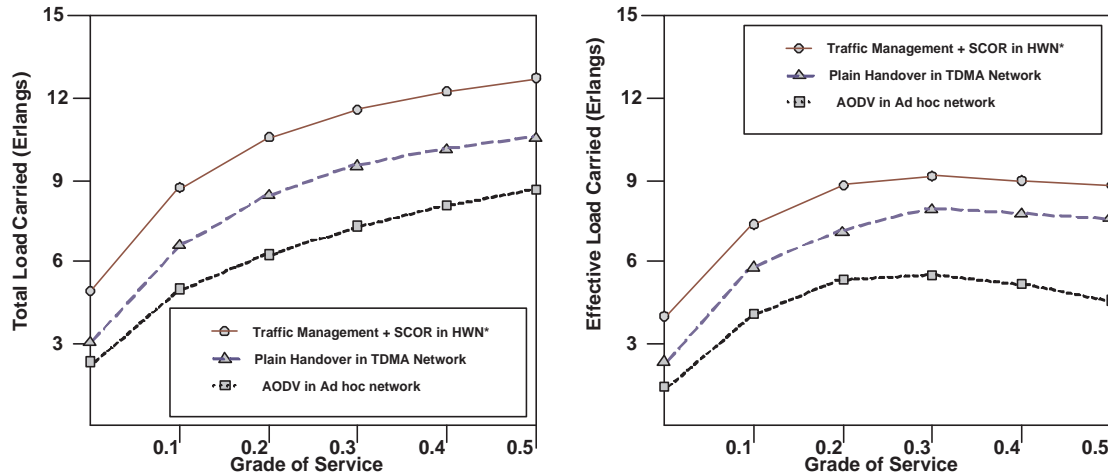 15
12
9
6
3
Total Load Carried (Erlangs)
Traffic Management + SCOR in HWN*
Plain Handover in TDMA Network
AODV in Ad hoc network
0.1 0.2 0.3 0.4 0.5
Grade of Service
15
12
9
6
3
Effective Load Carried (Erlangs)
Traffic Management + SCOR in HWN*
Plain Handover in TDMA Network
AODV in Ad hoc network
0.1 0.2 0.3 0.4 0.5
Grade of Service